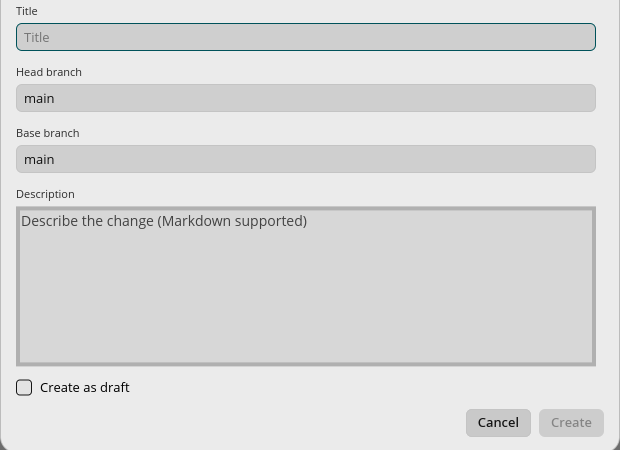 Title
Title
Head branch
main
Base branch
main
Description
Describe the change (Markdown supported)
Create as draft
Cancel Create